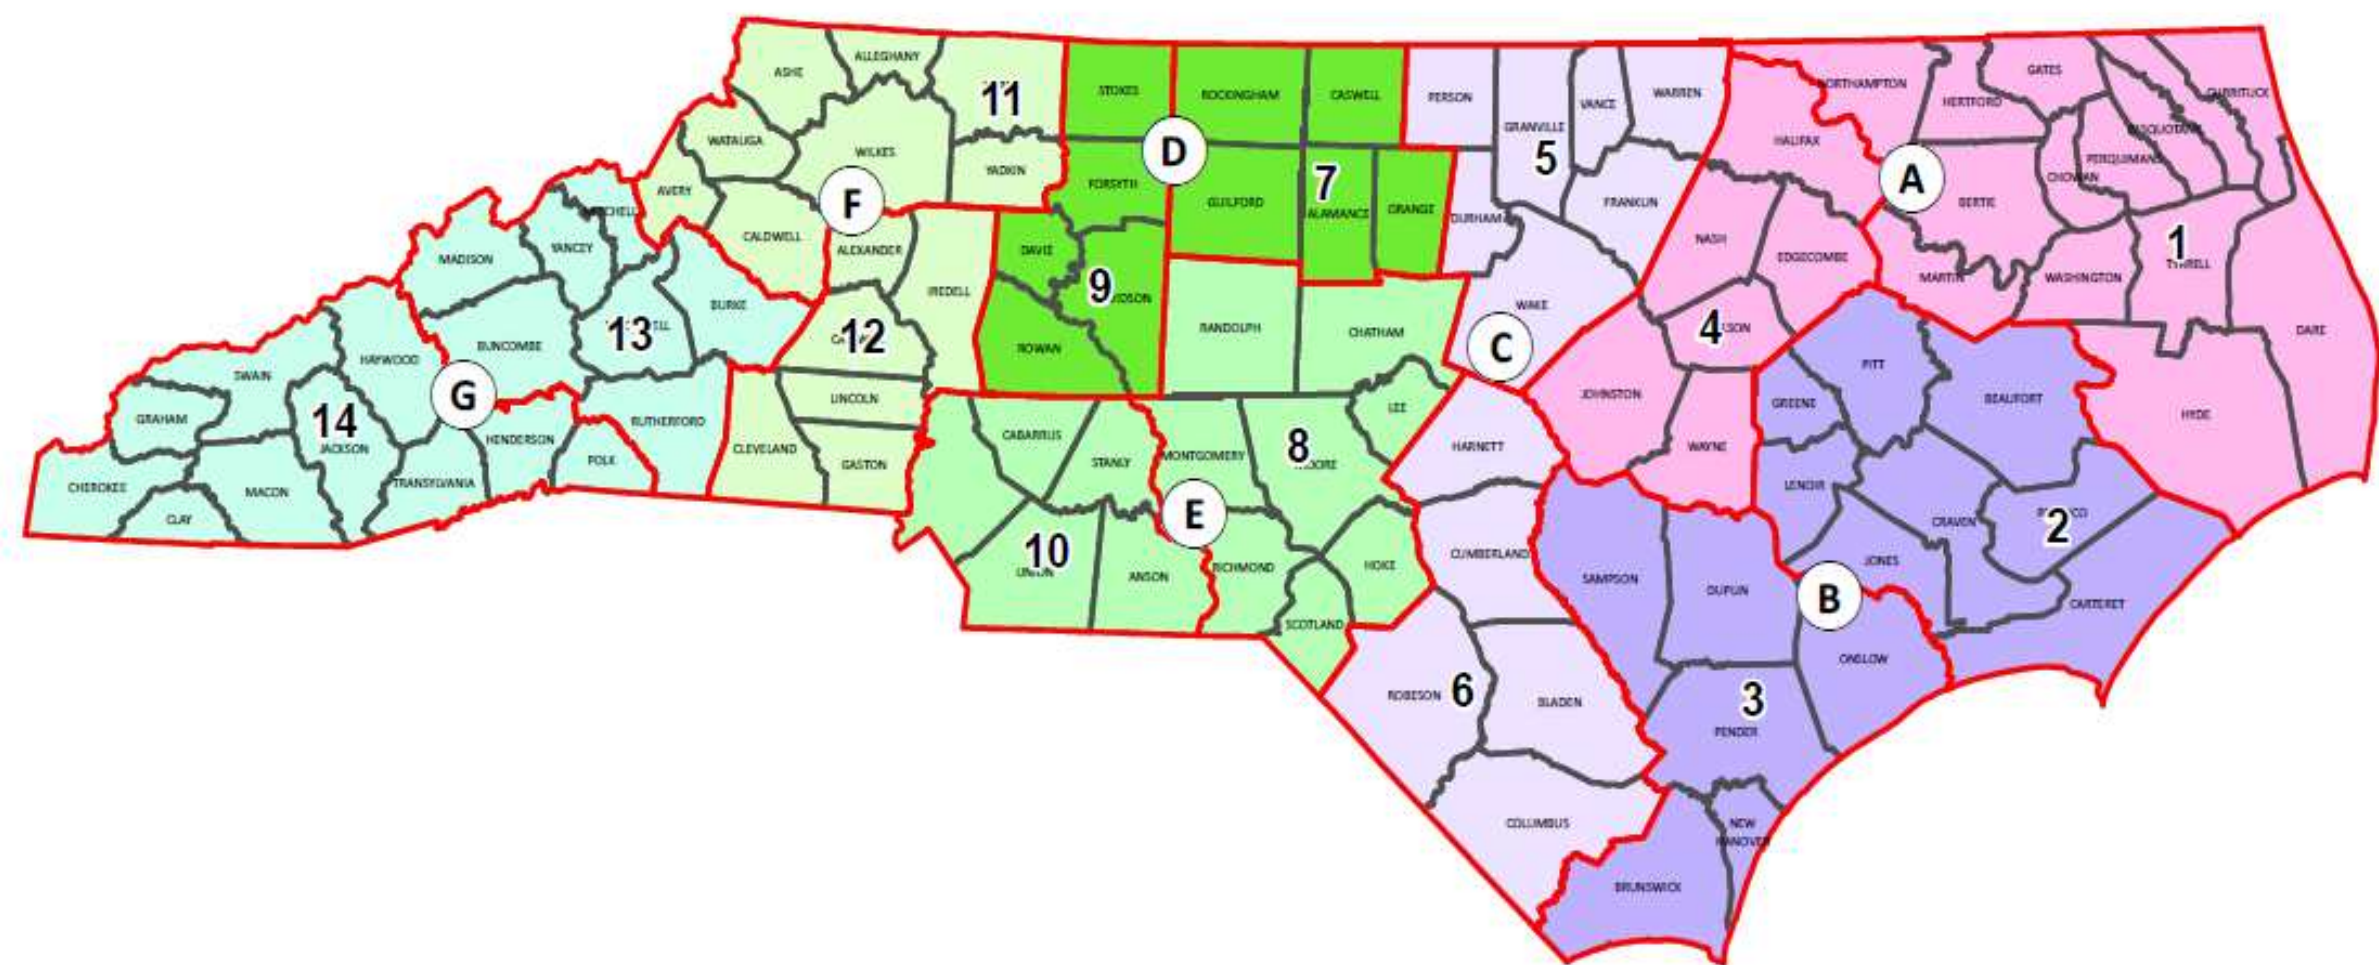 ASHE
ALLEGHANY
11
STOKES
ROCKINGHAM
CASWELL
PERSON
GRANVILLE
VANCE
WARREN
NORTHAMPTON
HERTFORD
GATES
CURRITUCK
PASQUOTANK
PERQUIMANS
CHOWAN
HALIFAX
A
BERTIE
WATAUGA
WILKES
YADKIN
D
FORSYTH
GUILFORD
7
ALAMANCE
ORANGE
DURHAM
5
FRANKLIN
AVERY
F
CALDWELL
ALEXANDER
IREDELL
DAVIE
9
NASH
EDGECOMBE
MARTIN
WASHINGTON
1
MADISON
YANCEY
BURKE
13
12
ROWAN
RANDOLPH
CHATHAM
WAKE
C
4
PITT
BEAUFORT
DARE
HYDE
HAYWOOD
BUNCOMBE
SWAIN
GRAHAM
14
JACKSON
G
HENDERSON
RUTHERFORD
POLK
CLEVELAND
LINCOLN
GASTON
CABARRUS
STANLY
MONTGOMERY
8
LEE
HARNETT
JOHNSTON
WAYNE
GREENE
LENOIR
CRAVEN
2
JONES
CARTERET
CHEROKEE
CLAY
MACON
TRANSYLVANIA
10
ANSON
E
RICHMOND
HOKE
SCOTLAND
CUMBERLAND
SAMPSON
DUPLIN
B
ONSLOW
ROBESON
6
BLADEN
3
PENDER
COLUMBUS
NEW
HANOVER
BRUNSWICK